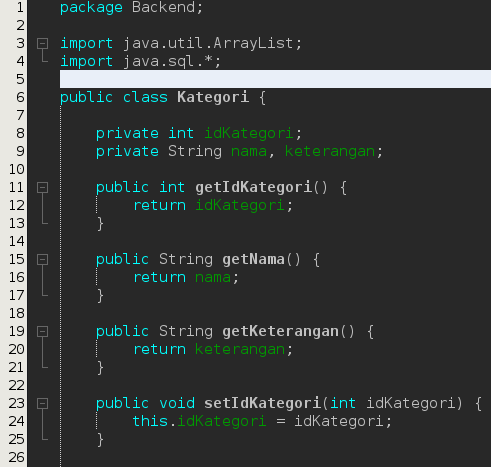 1 package Backend;
2
3 import java.util.ArrayList;
4 import java.sql.*;
5
6 public class Kategori {
7
8 private int idKategori;
9 private String nama, keterangan;
10
11 public int getIdKategori() {
12 return idKategori;
13 }
14
15 public String getNama() {
16 return nama;
17 }
18
19 public String getKeterangan() {
20 return keterangan;
21 }
22
23 public void setIdKategori(int idKategori) {
24 this.idKategori = idKategori;
25 }
26